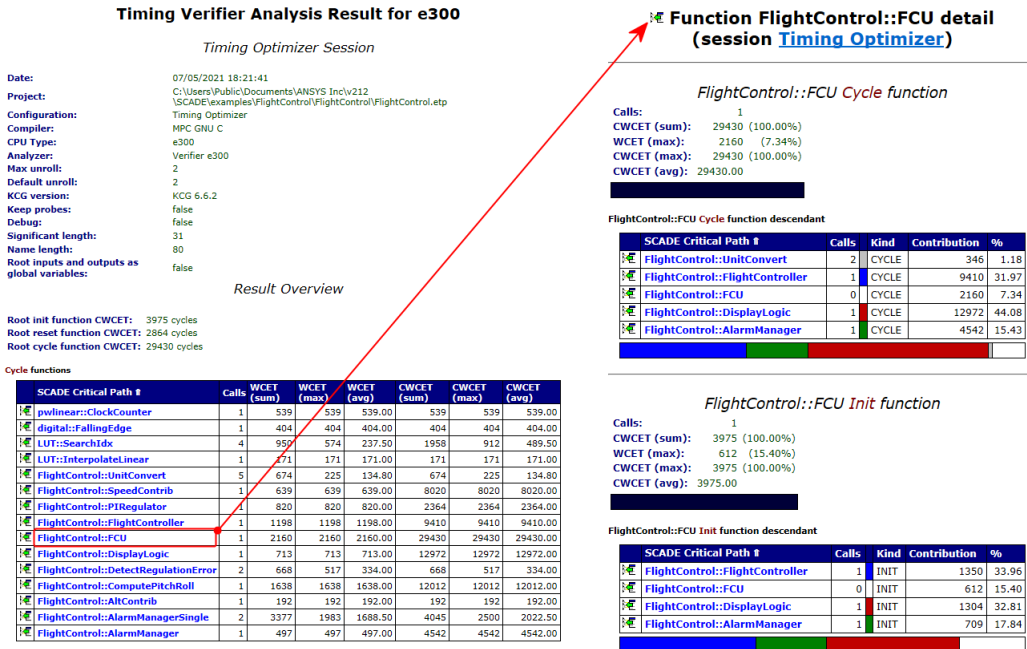 Timing Verifier Analysis Result for e300
Timing Optimizer Session
Date: 07/05/2021 18:21:41
Project: C:\Users\Public\Documents\ANSYS Inc\v212
\SCADE\examples\FlightControl\FlightControl\FlightControl.etp
Configuration: Timing Optimizer
Compiler: MPC GNU C
CPU Type: e300
Analyzer: Verifier e300
Max unroll: 2
Default unroll: 2
KCG version: KCG 6.6.2
Keep probes: false
Debug: false
Significant length: 31
Name length: 80
Root inputs and outputs as
global variables: false
Result Overview
Root init function CWCET: 3975 cycles
Root reset function CWCET: 2864 cycles
Root cycle function CWCET: 29430 cycles
Cycle functions
SCADE Critical Path ⇑ Calls WCET (sum) WCET (max) WCET (avg) CWCET (sum) CWCET (max) CWCET (avg)
pwlinear::ClockCounter 1 539 539 539.00 539 539 539.00
digital::FallingEdge 1 404 404 404.00 404 404 404.00
LUT::SearchIdx 4 950 574 237.50 1958 912 489.50
LUT::InterpolateLinear 1 171 171 171.00 171 171 171.00
FlightControl::UnitConvert 5 674 225 134.80 674 225 134.80
FlightControl::SpeedContrib 1 639 639 639.00 8020 8020 8020.00
FlightControl::PIRegulator 1 820 820 820.00 2364 2364 2364.00
FlightControl::FlightController 1 1198 1198 1198.00 9410 9410 9410.00
FlightControl::FCU 1 2160 2160 2160.00 29430 29430 29430.00
FlightControl::DisplayLogic 1 713 713 713.00 12972 12972 12972.00
FlightControl::DetectRegulationError 2 668 517 334.00 668 517 334.00
FlightControl::ComputePitchRoll 1 1638 1638 1638.00 12012 12012 12012.00
FlightControl::AltContrib 1 192 192 192.00 192 192 192.00
FlightControl::AlarmManagerSingle 2 3377 1983 1688.50 4045 2500 2022.50
FlightControl::AlarmManager 1 497 497 497.00 4542 4542 4542.00
Function FlightControl::FCU detail
(session Timing Optimizer)
FlightControl::FCU Cycle function
Calls: 1
CWCET (sum): 29430 (100.00%)
WCET (max): 2160 (7.34%)
CWCET (max): 29430 (100.00%)
CWCET (avg): 29430.00
FlightControl::FCU Cycle function descendant
SCADE Critical Path ⇑ Calls Kind Contribution %
FlightControl::UnitConvert 2 CYCLE 346 1.18
FlightControl::FlightController 1 CYCLE 9410 31.97
FlightControl::FCU 0 CYCLE 2160 7.34
FlightControl::DisplayLogic 1 CYCLE 12972 44.08
FlightControl::AlarmManager 1 CYCLE 4542 15.43
FlightControl::FCU Init function
Calls: 1
CWCET (sum): 3975 (100.00%)
WCET (max): 612 (15.40%)
CWCET (max): 3975 (100.00%)
CWCET (avg): 3975.00
FlightControl::FCU Init function descendant
SCADE Critical Path ⇑ Calls Kind Contribution %
FlightControl::FlightController 1 INIT 1350 33.96
FlightControl::FCU 0 INIT 612 15.40
FlightControl::DisplayLogic 1 INIT 1304 32.81
FlightControl::AlarmManager 1 INIT 709 17.84